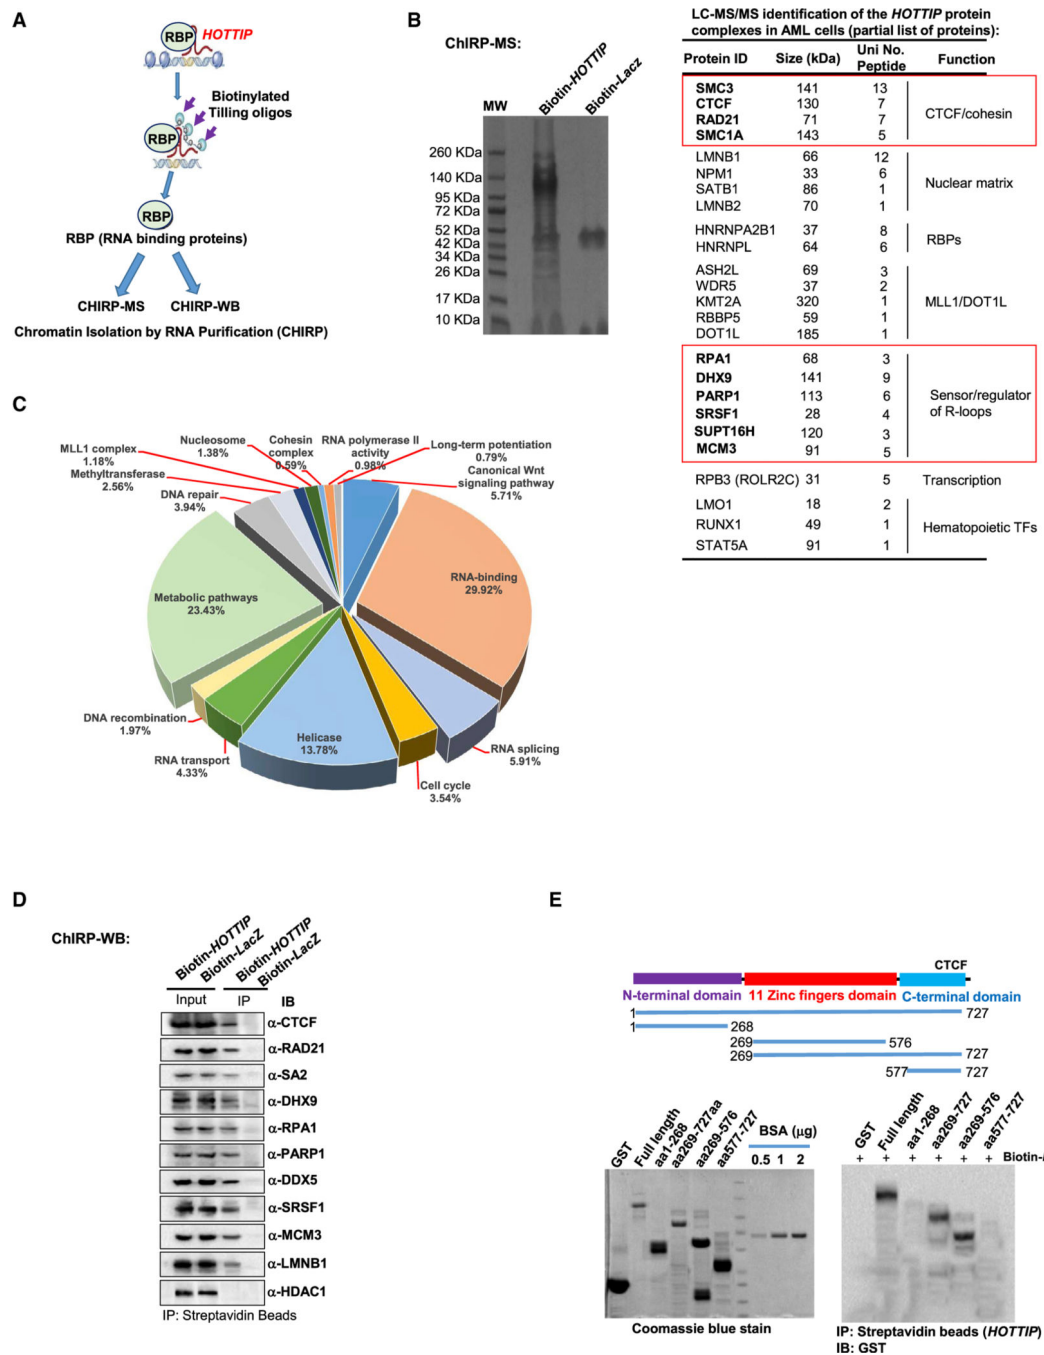 A
RBP
HOTTIP
Biotinylated
Tilling oligos
RBP
RBP
RBP (RNA binding proteins)
CHIRP-MS CHIRP-WB
Chromatin Isolation by RNA Purification (CHIRP)
B
ChIRP-MS:
MW
Biotin-HOTTIP
Biotin-Lacz
260 KDa
140 KDa
95 KDa
72 KDa
52 KDa
42 KDa
34 KDa
26 KDa
17 KDa
10 KDa
LC-MS/MS identification of the HOTTIP protein
complexes in AML cells (partial list of proteins):
Protein ID Size (kDa) Uni No. Peptide Function
SMC3 141 13
CTCF 130 7
RAD21 71 7
SMC1A 143 5
CTCF/cohesin
LMNB1 66 12
NPM1 33 6
SATB1 86 1
LMNB2 70 1
Nuclear matrix
HNRNPA2B1 37 8
HNRNPL 64 6
RBPs
ASH2L 69 3
WDR5 37 2
KMT2A 320 1
RBBP5 59 1
DOT1L 185 1
MLL1/DOT1L
RPA1 68 3
DHX9 141 9
PARP1 113 6
SRSF1 28 4
SUPT16H 120 3
MCM3 91 5
Sensor/regulator
of R-loops
RPB3 (ROLR2C) 31 5 Transcription
LMO1 18 2
RUNX1 49 1
STAT5A 91 1
Hematopoietic TFs
C
MLL1 complex
1.18%
Methyltransferase
2.56%
DNA repair
3.94%
Nucleosome
1.38%
Cohesin
complex
0.59%
RNA polymerase II
activity
0.98%
Long-term potentiation
0.79%
Canonical Wnt
signaling pathway
5.71%
RNA-binding
29.92%
Metabolic pathways
23.43%
DNA recombination
1.97%
RNA transport
4.33%
Helicase
13.78%
Cell cycle
3.54%
RNA splicing
5.91%
D
ChIRP-WB:
Biotin-HOTTIP
Biotin-LacZ
Biotin-HOTTIP
Biotin-LacZ
Input IP IB
α-CTCF
α-RAD21
α-SA2
α-DHX9
α-RPA1
α-PARP1
α-DDX5
α-SRSF1
α-MCM3
α-LMNB1
α-HDAC1
IP: Streptavidin Beads
E
CTCF
N-terminal domain 11 Zinc fingers domain C-terminal domain
1 727
1 268
269 576
269 727
577 727
GST
Full length
aa1-268
aa269-727aa
aa269-576
aa577-727
BSA (µg)
0.5 1 2
Coomassie blue stain
GST
Full length
aa1-268
aa269-727
aa269-576
aa577-727
+ + + + + +
IP: Streptavidin beads (HOTTIP)
IB: GST